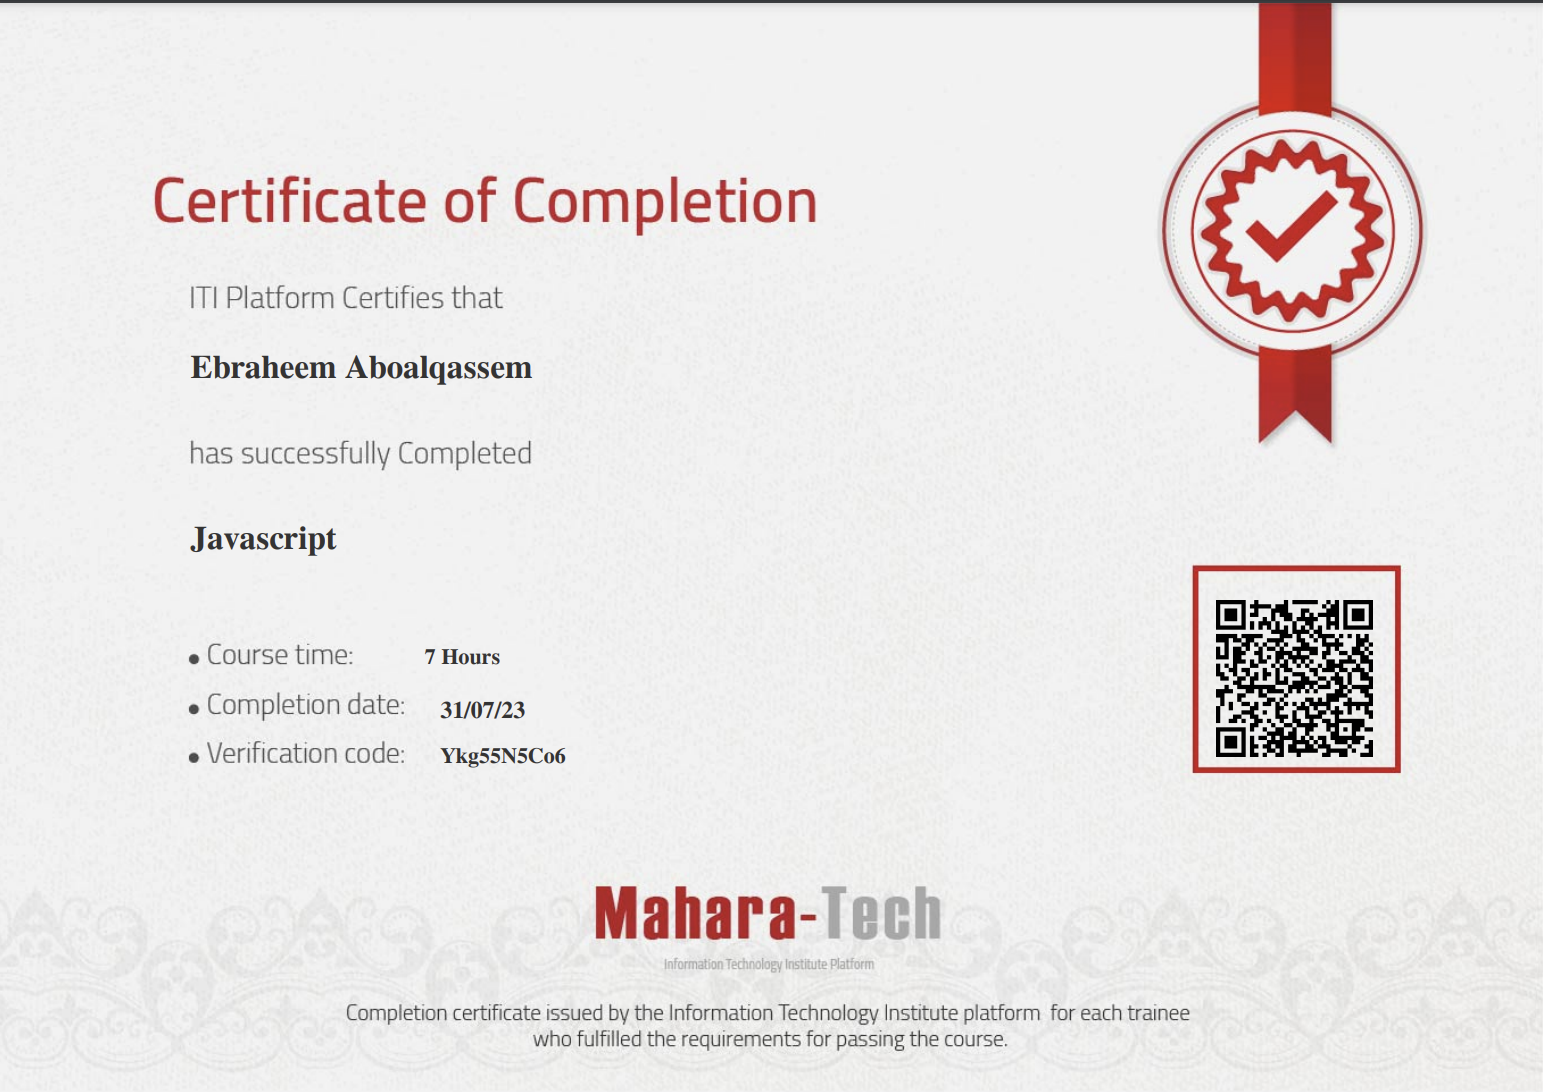 Certificate of Completion
ITI Platform Certifies that
Ebraheem Aboalqassem
has successfully Completed
Javascript
• Course time: 7 Hours
• Completion date: 31/07/23
• Verification code: Ykg55N5Co6
Mahara-Tech
Information Technology Institute Platform
Completion certificate issued by the Information Technology Institute platform for each trainee
who fulfilled the requirements for passing the course.